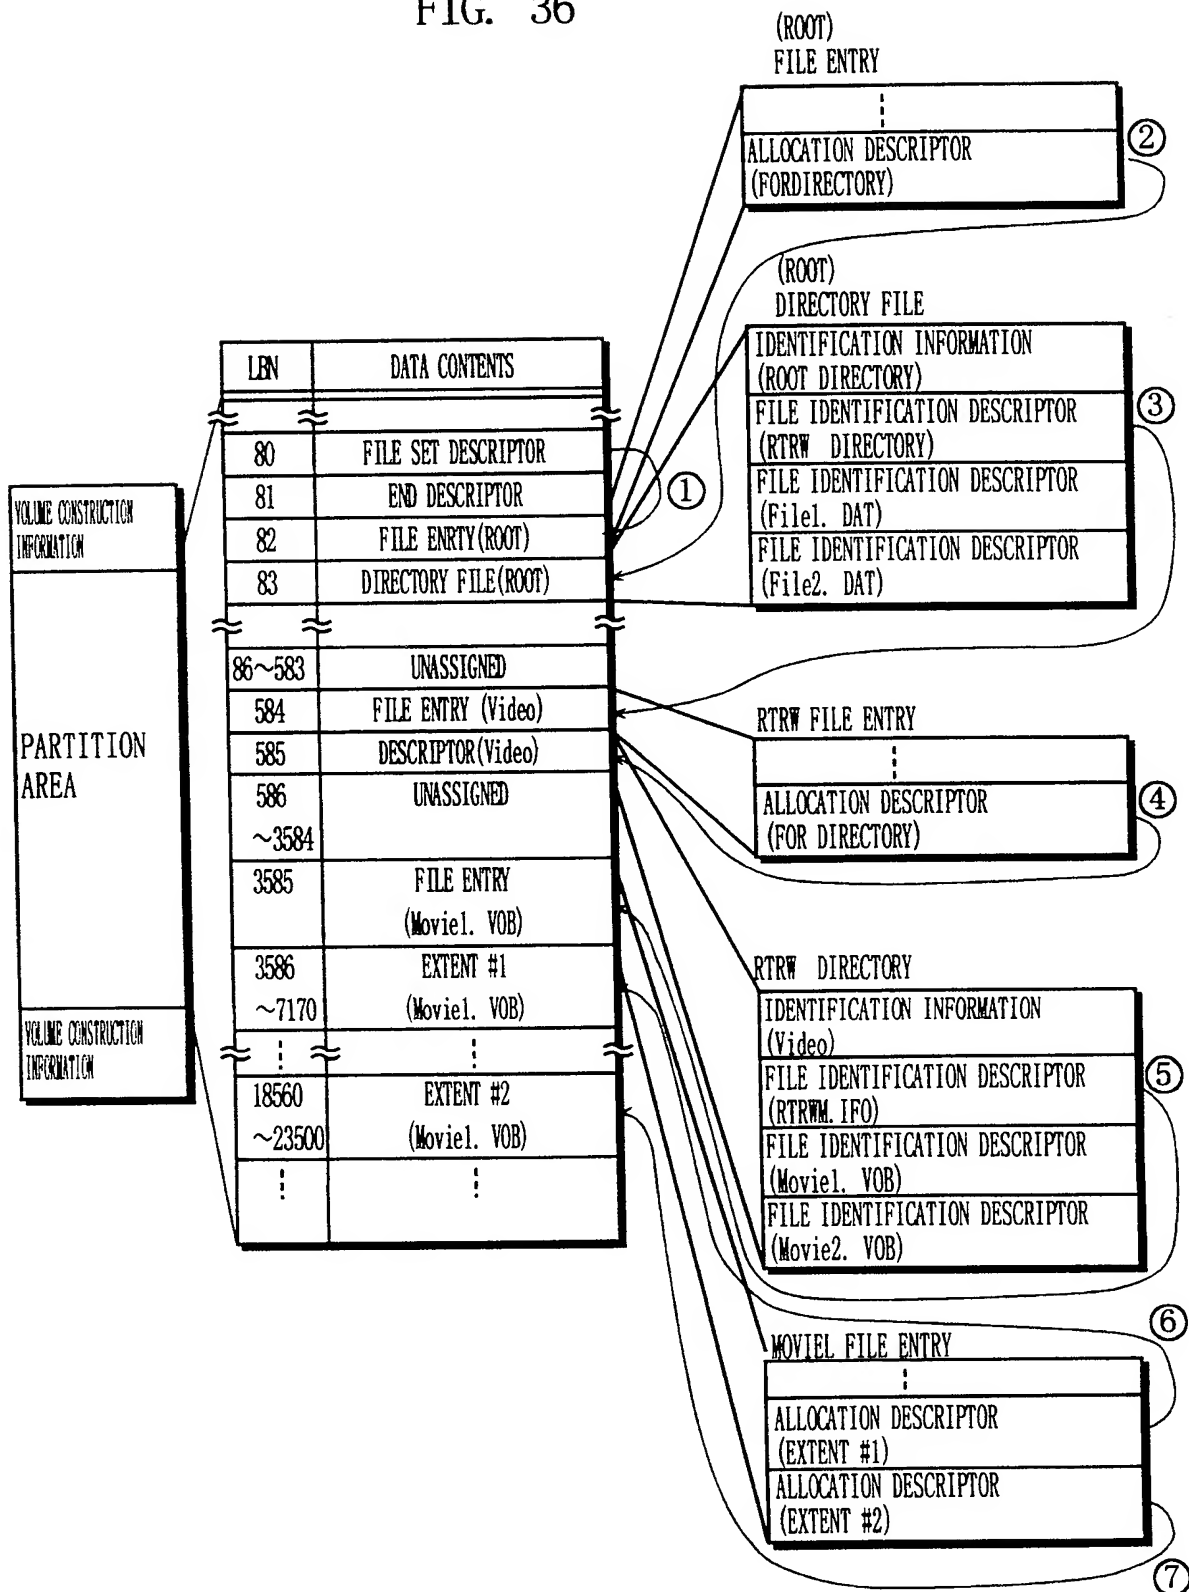 FIG. 36
(ROOT)
FILE ENTRY
ALLOCATION DESCRIPTOR
(FORDIRECTORY)
②
(ROOT)
DIRECTORY FILE
IDENTIFICATION INFORMATION
(ROOT DIRECTORY)
FILE IDENTIFICATION DESCRIPTOR
(RTRW DIRECTORY)
③
FILE IDENTIFICATION DESCRIPTOR
(File1. DAT)
FILE IDENTIFICATION DESCRIPTOR
(File2. DAT)
LBN DATA CONTENTS
80 FILE SET DESCRIPTOR
81 END DESCRIPTOR
①
82 FILE ENRTY(ROOT)
83 DIRECTORY FILE(ROOT)
86~583 UNASSIGNED
584 FILE ENTRY (Video)
585 DESCRIPTOR(Video)
586 UNASSIGNED
~3584
3585 FILE ENTRY
(Movie1. VOB)
3586 EXTENT #1
~7170 (Movie1. VOB)
18560 EXTENT #2
~23500 (Movie1. VOB)
VOLUME CONSTRUCTION
INFORMATION
PARTITION
AREA
VOLUME CONSTRUCTION
INFORMATION
RTRW FILE ENTRY
ALLOCATION DESCRIPTOR
(FOR DIRECTORY)
④
RTRW DIRECTORY
IDENTIFICATION INFORMATION
(Video)
FILE IDENTIFICATION DESCRIPTOR
(RTRWM.IFO)
⑤
FILE IDENTIFICATION DESCRIPTOR
(Movie1. VOB)
FILE IDENTIFICATION DESCRIPTOR
(Movie2. VOB)
⑥
MOVIEL FILE ENTRY
ALLOCATION DESCRIPTOR
(EXTENT #1)
ALLOCATION DESCRIPTOR
(EXTENT #2)
⑦